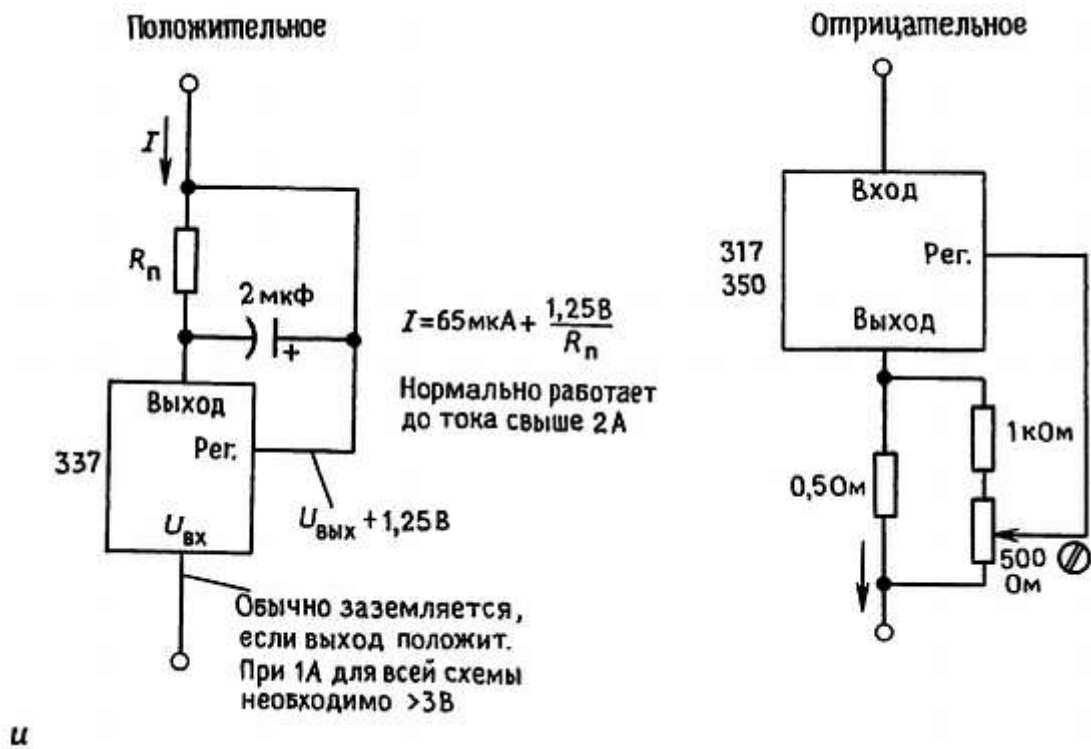 Положительное
I
Rп
2 мкФ
+
I=65мкА+ 1,25В/Rп
Нормально работает
до тока свыше 2А
Выход
Рег.
337
Uвх
Uвых + 1,25В
Обычно заземляется,
если выход положит.
При 1А для всей схемы
необходимо >3В
и
Отрицательное
Вход
317
350
Рег.
Выход
1 кОм
0,5Ом
500
Ом